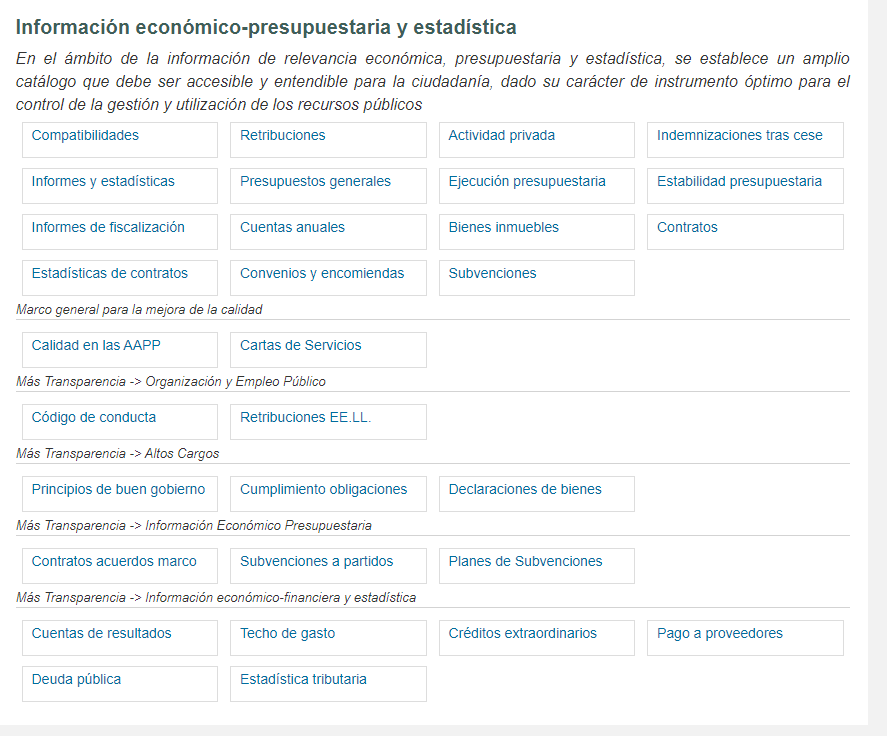 Información económico-presupuestaria y estadística
En el ámbito de la información de relevancia económica, presupuestaria y estadística, se establece un amplio
catálogo que debe ser accesible y entendible para la ciudadanía, dado su carácter de instrumento óptimo para el
control de la gestión y utilización de los recursos públicos
Compatibilidades Retribuciones Actividad privada Indemnizaciones tras cese
Informes y estadísticas Presupuestos generales Ejecución presupuestaria Estabilidad presupuestaria
Informes de fiscalización Cuentas anuales Bienes inmuebles Contratos
Estadísticas de contratos Convenios y encomiendas Subvenciones
Marco general para la mejora de la calidad
Calidad en las AAPP Cartas de Servicios
Más Transparencia -> Organización y Empleo Público
Código de conducta Retribuciones EE.LL.
Más Transparencia -> Altos Cargos
Principios de buen gobierno Cumplimiento obligaciones Declaraciones de bienes
Más Transparencia -> Información Económico Presupuestaria
Contratos acuerdos marco Subvenciones a partidos Planes de Subvenciones
Más Transparencia -> Información económico-financiera y estadística
Cuentas de resultados Techo de gasto Créditos extraordinarios Pago a proveedores
Deuda pública Estadística tributaria